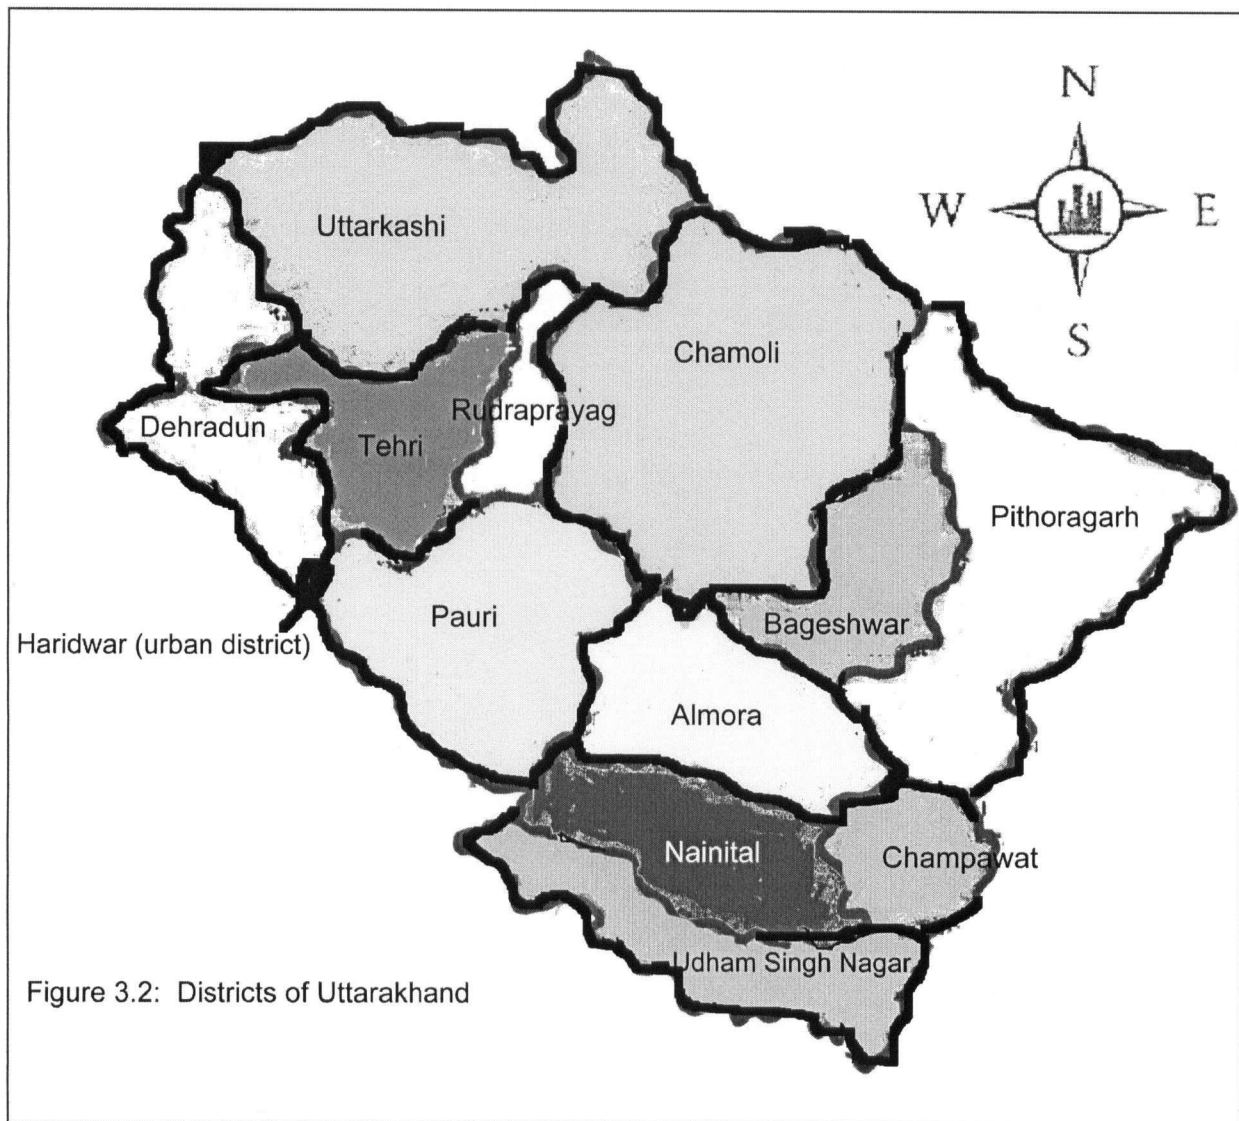 N
W
E
S
Uttarkashi
Chamoli
Rudraprayag
Dehradun
Tehri
Pithoragarh
Pauri
Bageshwar
Haridwar (urban district)
Almora
Nainital
Champawat
Udham Singh Nagar
Figure 3.2: Districts of Uttarakhand